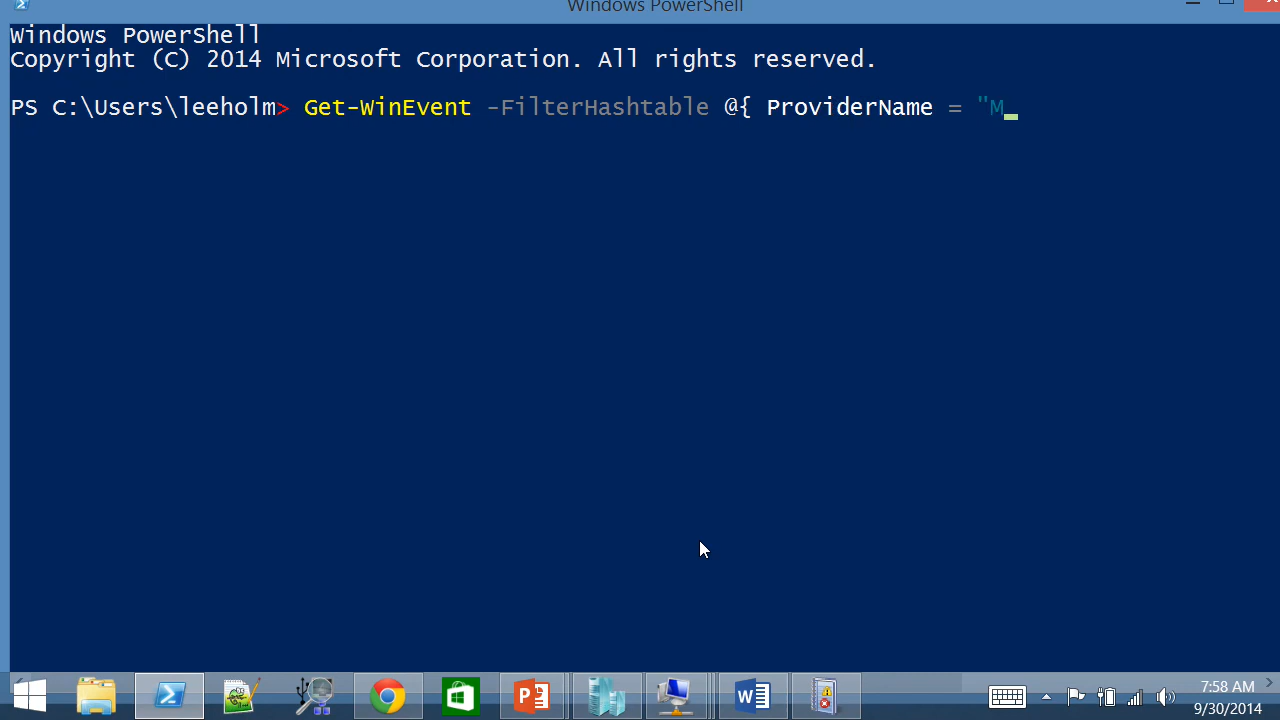 Windows PowerShell
Windows PowerShell
Copyright (C) 2014 Microsoft Corporation. All rights reserved.
PS C:\Users\leeholm> Get-WinEvent -FilterHashtable @{ ProviderName = "M
7:58 AM
9/30/2014